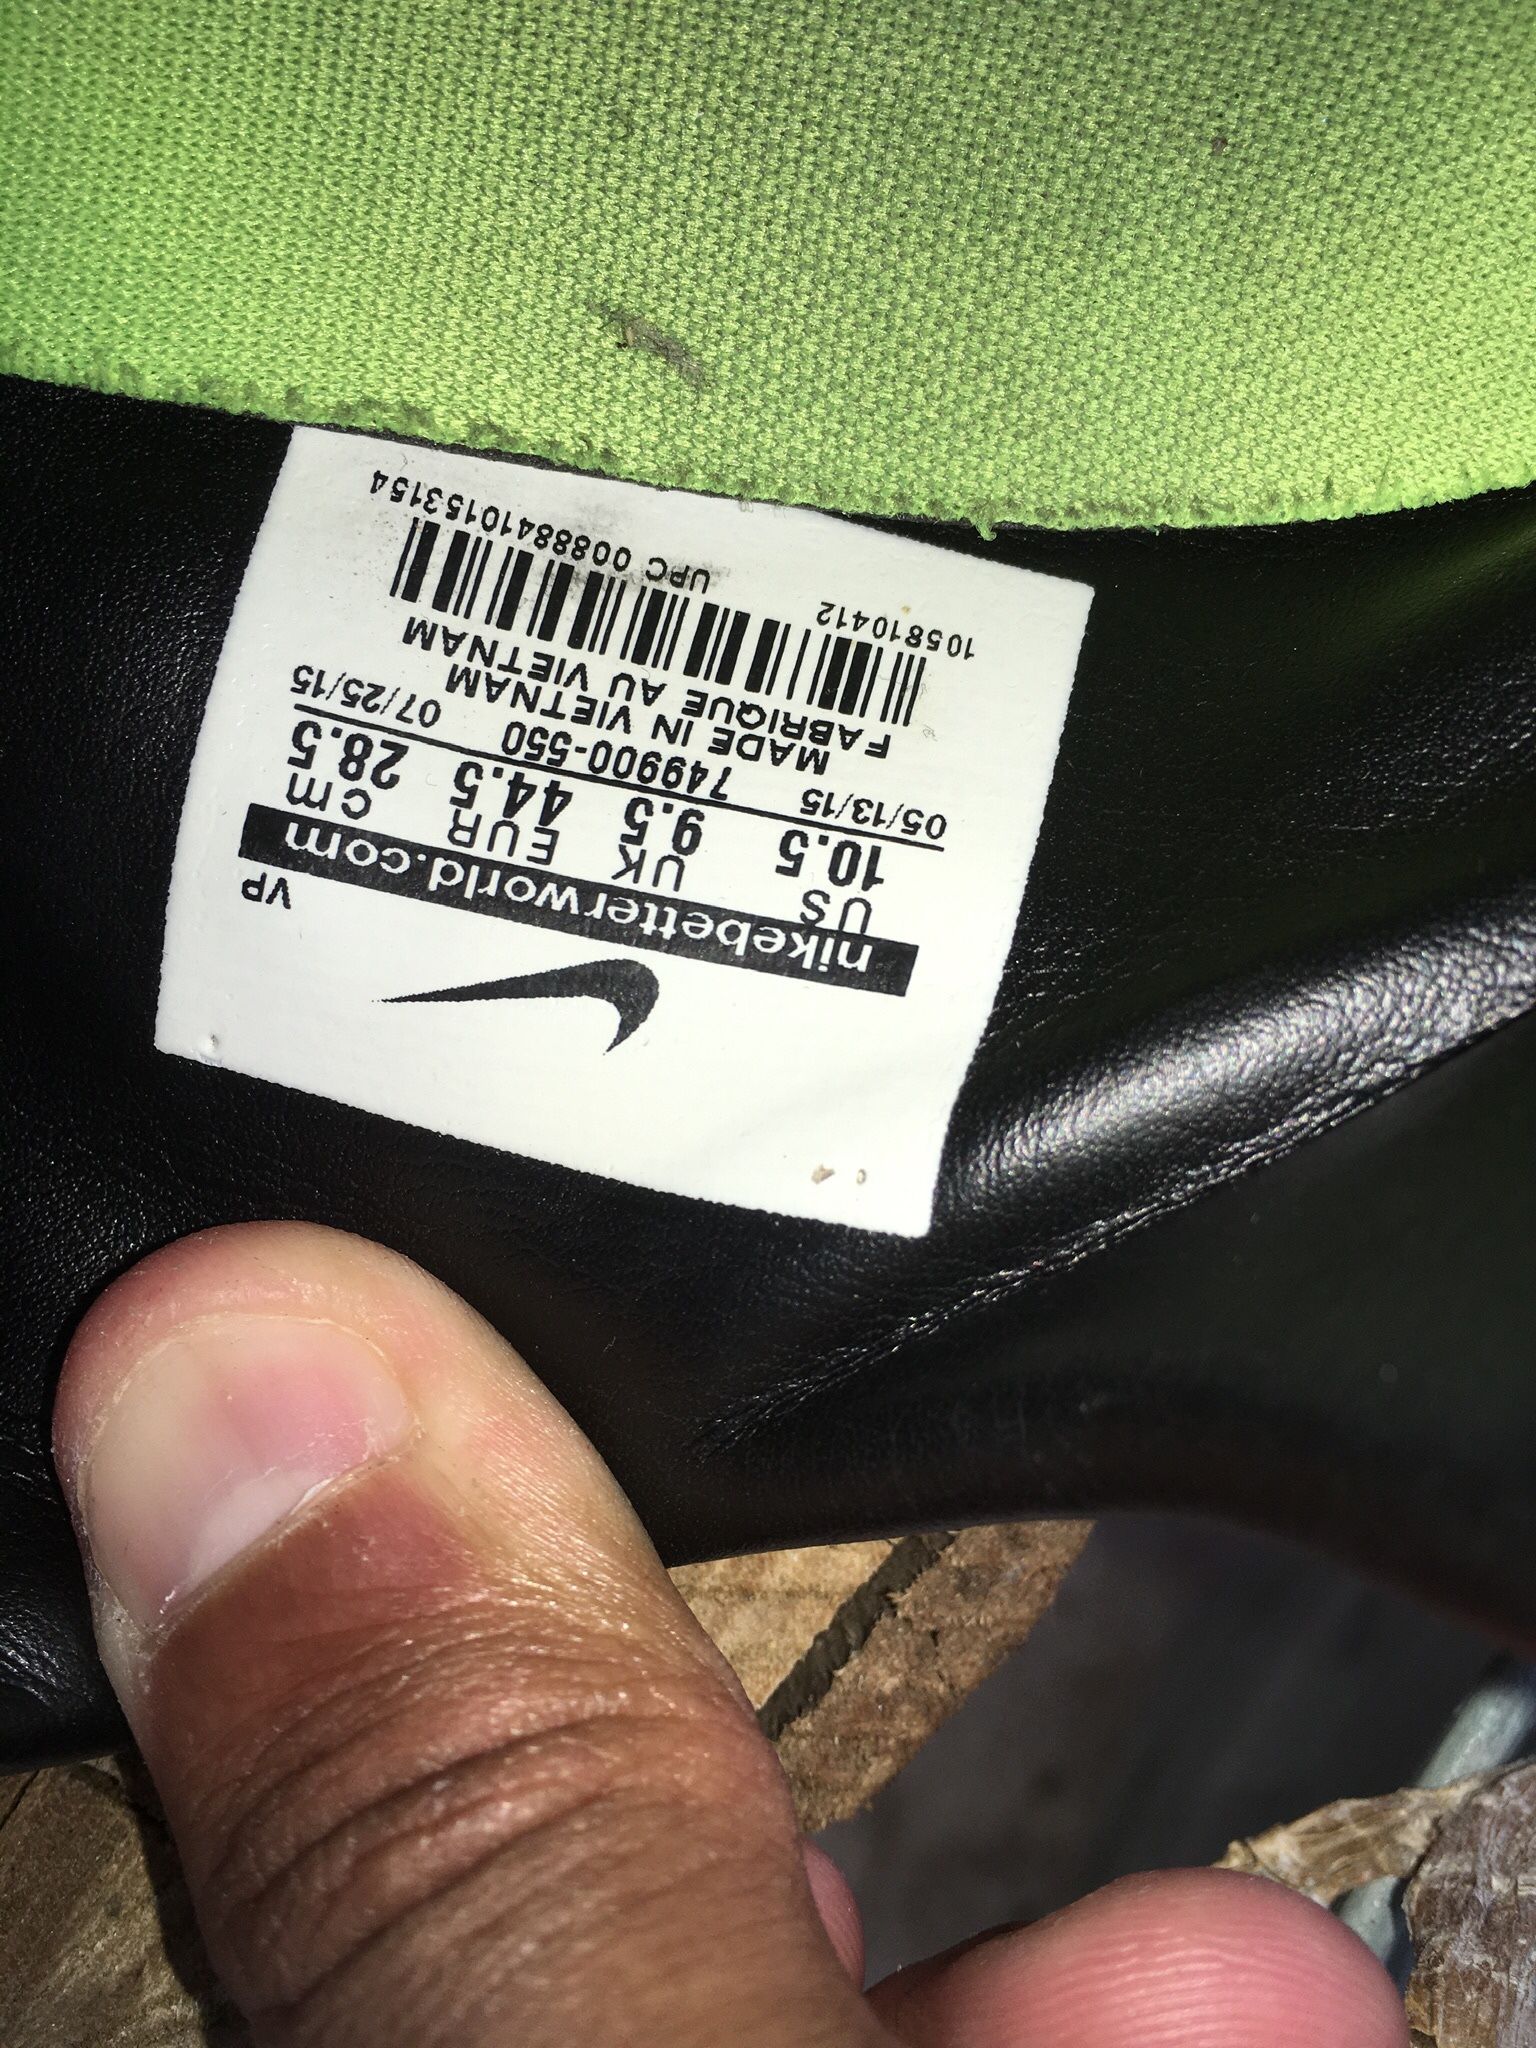 VP
nikebetterworld.com
US UK EUR cm
10.5 9.5 44.5 28.5
05/13/15 749900-550 07/25/15
MADE IN VIETNAM
FABRIQUE AU VIETNAM
105810412
UPC 00888410153154